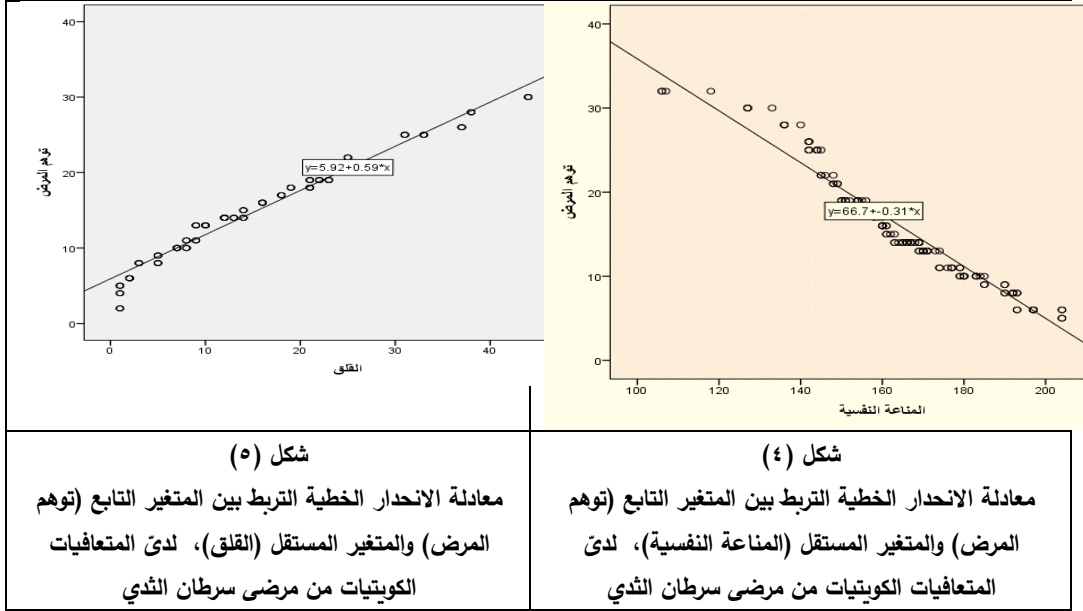 توهم المرض
40
30
20
10
0
y=66.7+-0.31*x
100 120 140 160 180 200
المناعة النفسية
توهم المرض
40
30
20
10
0
y=5.92+0.59*x
0 10 20 30 40
القلق
شكل (٤)
معادلة الانحدار الخطية التربط بين المتغير التابع (توهم
المرض) والمتغير المستقل (المناعة النفسية)، لدىّ
المتعافيات الكويتيات من مرضى سرطان الثدي
شكل (٥)
معادلة الانحدار الخطية التربط بين المتغير التابع (توهم
المرض) والمتغير المستقل (القلق)، لدىّ المتعافيات
الكويتيات من مرضى سرطان الثدي